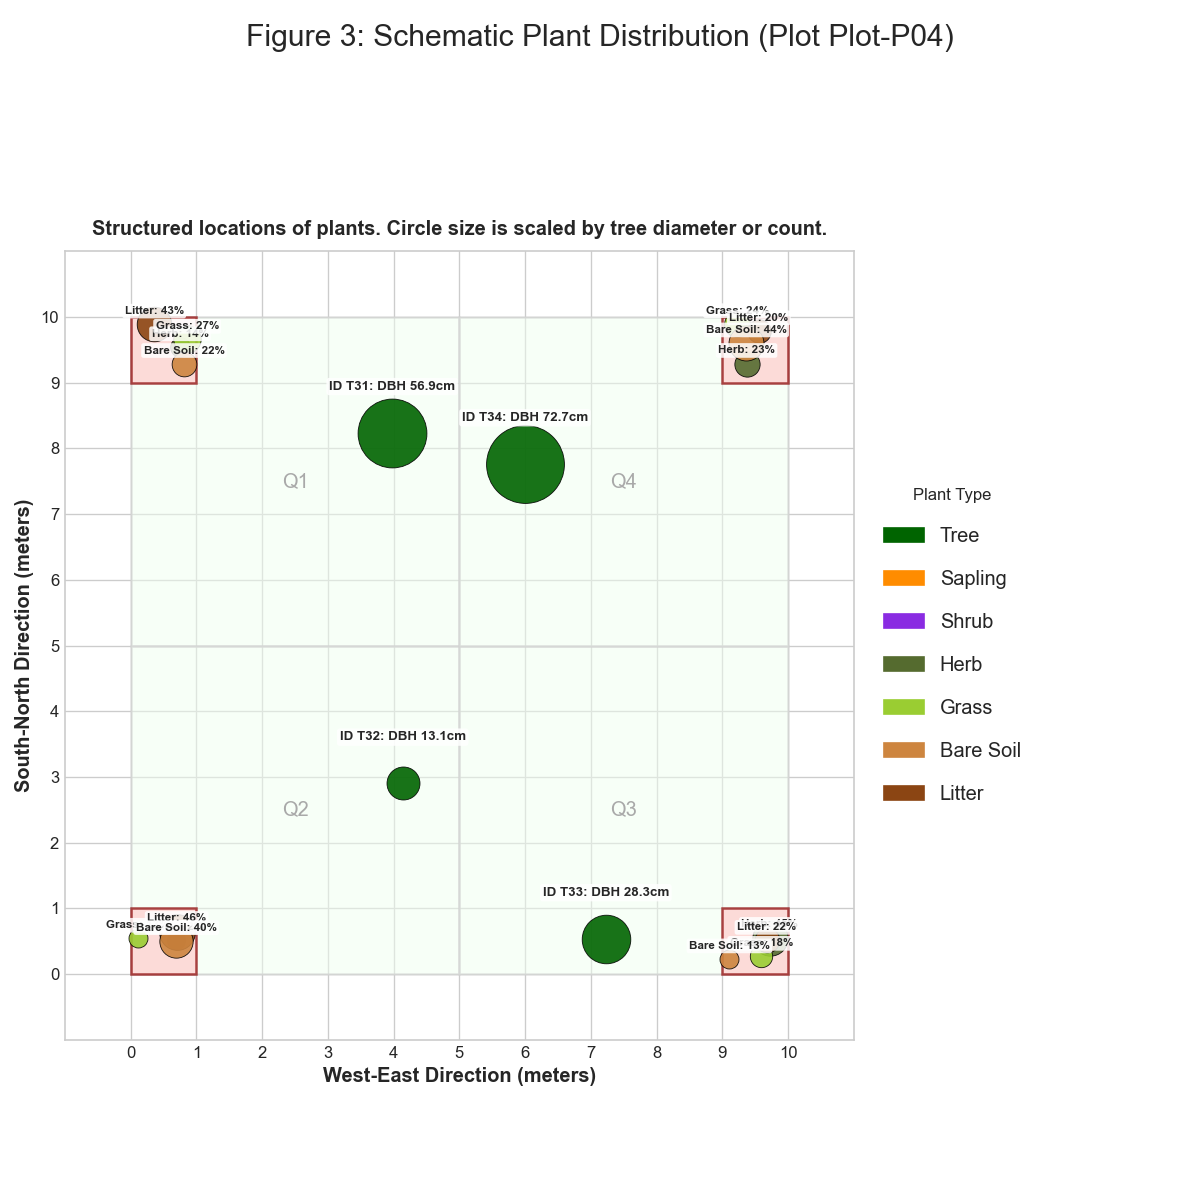 Figure 3: Schematic Plant Distribution (Plot Plot-P04)
Structured locations of plants. Circle size is scaled by tree diameter or count.
South-North Direction (meters)
10
9
8
7
6
5
4
3
2
1
0
Litter: 43%
Grass: 27%
Herb: 14%
Bare Soil: 22%
Grass: 24%
Litter: 20%
Bare Soil: 44%
Herb: 23%
ID T31: DBH 56.9cm
ID T34: DBH 72.7cm
Q1
Q4
ID T32: DBH 13.1cm
Q2
Q3
ID T33: DBH 28.3cm
Litter: 46%
Gras
Bare Soil: 40%
Litter: 22%
Bare Soil: 13%
18%
0 1 2 3 4 5 6 7 8 9 10
West-East Direction (meters)
Plant Type
Tree
Sapling
Shrub
Herb
Grass
Bare Soil
Litter